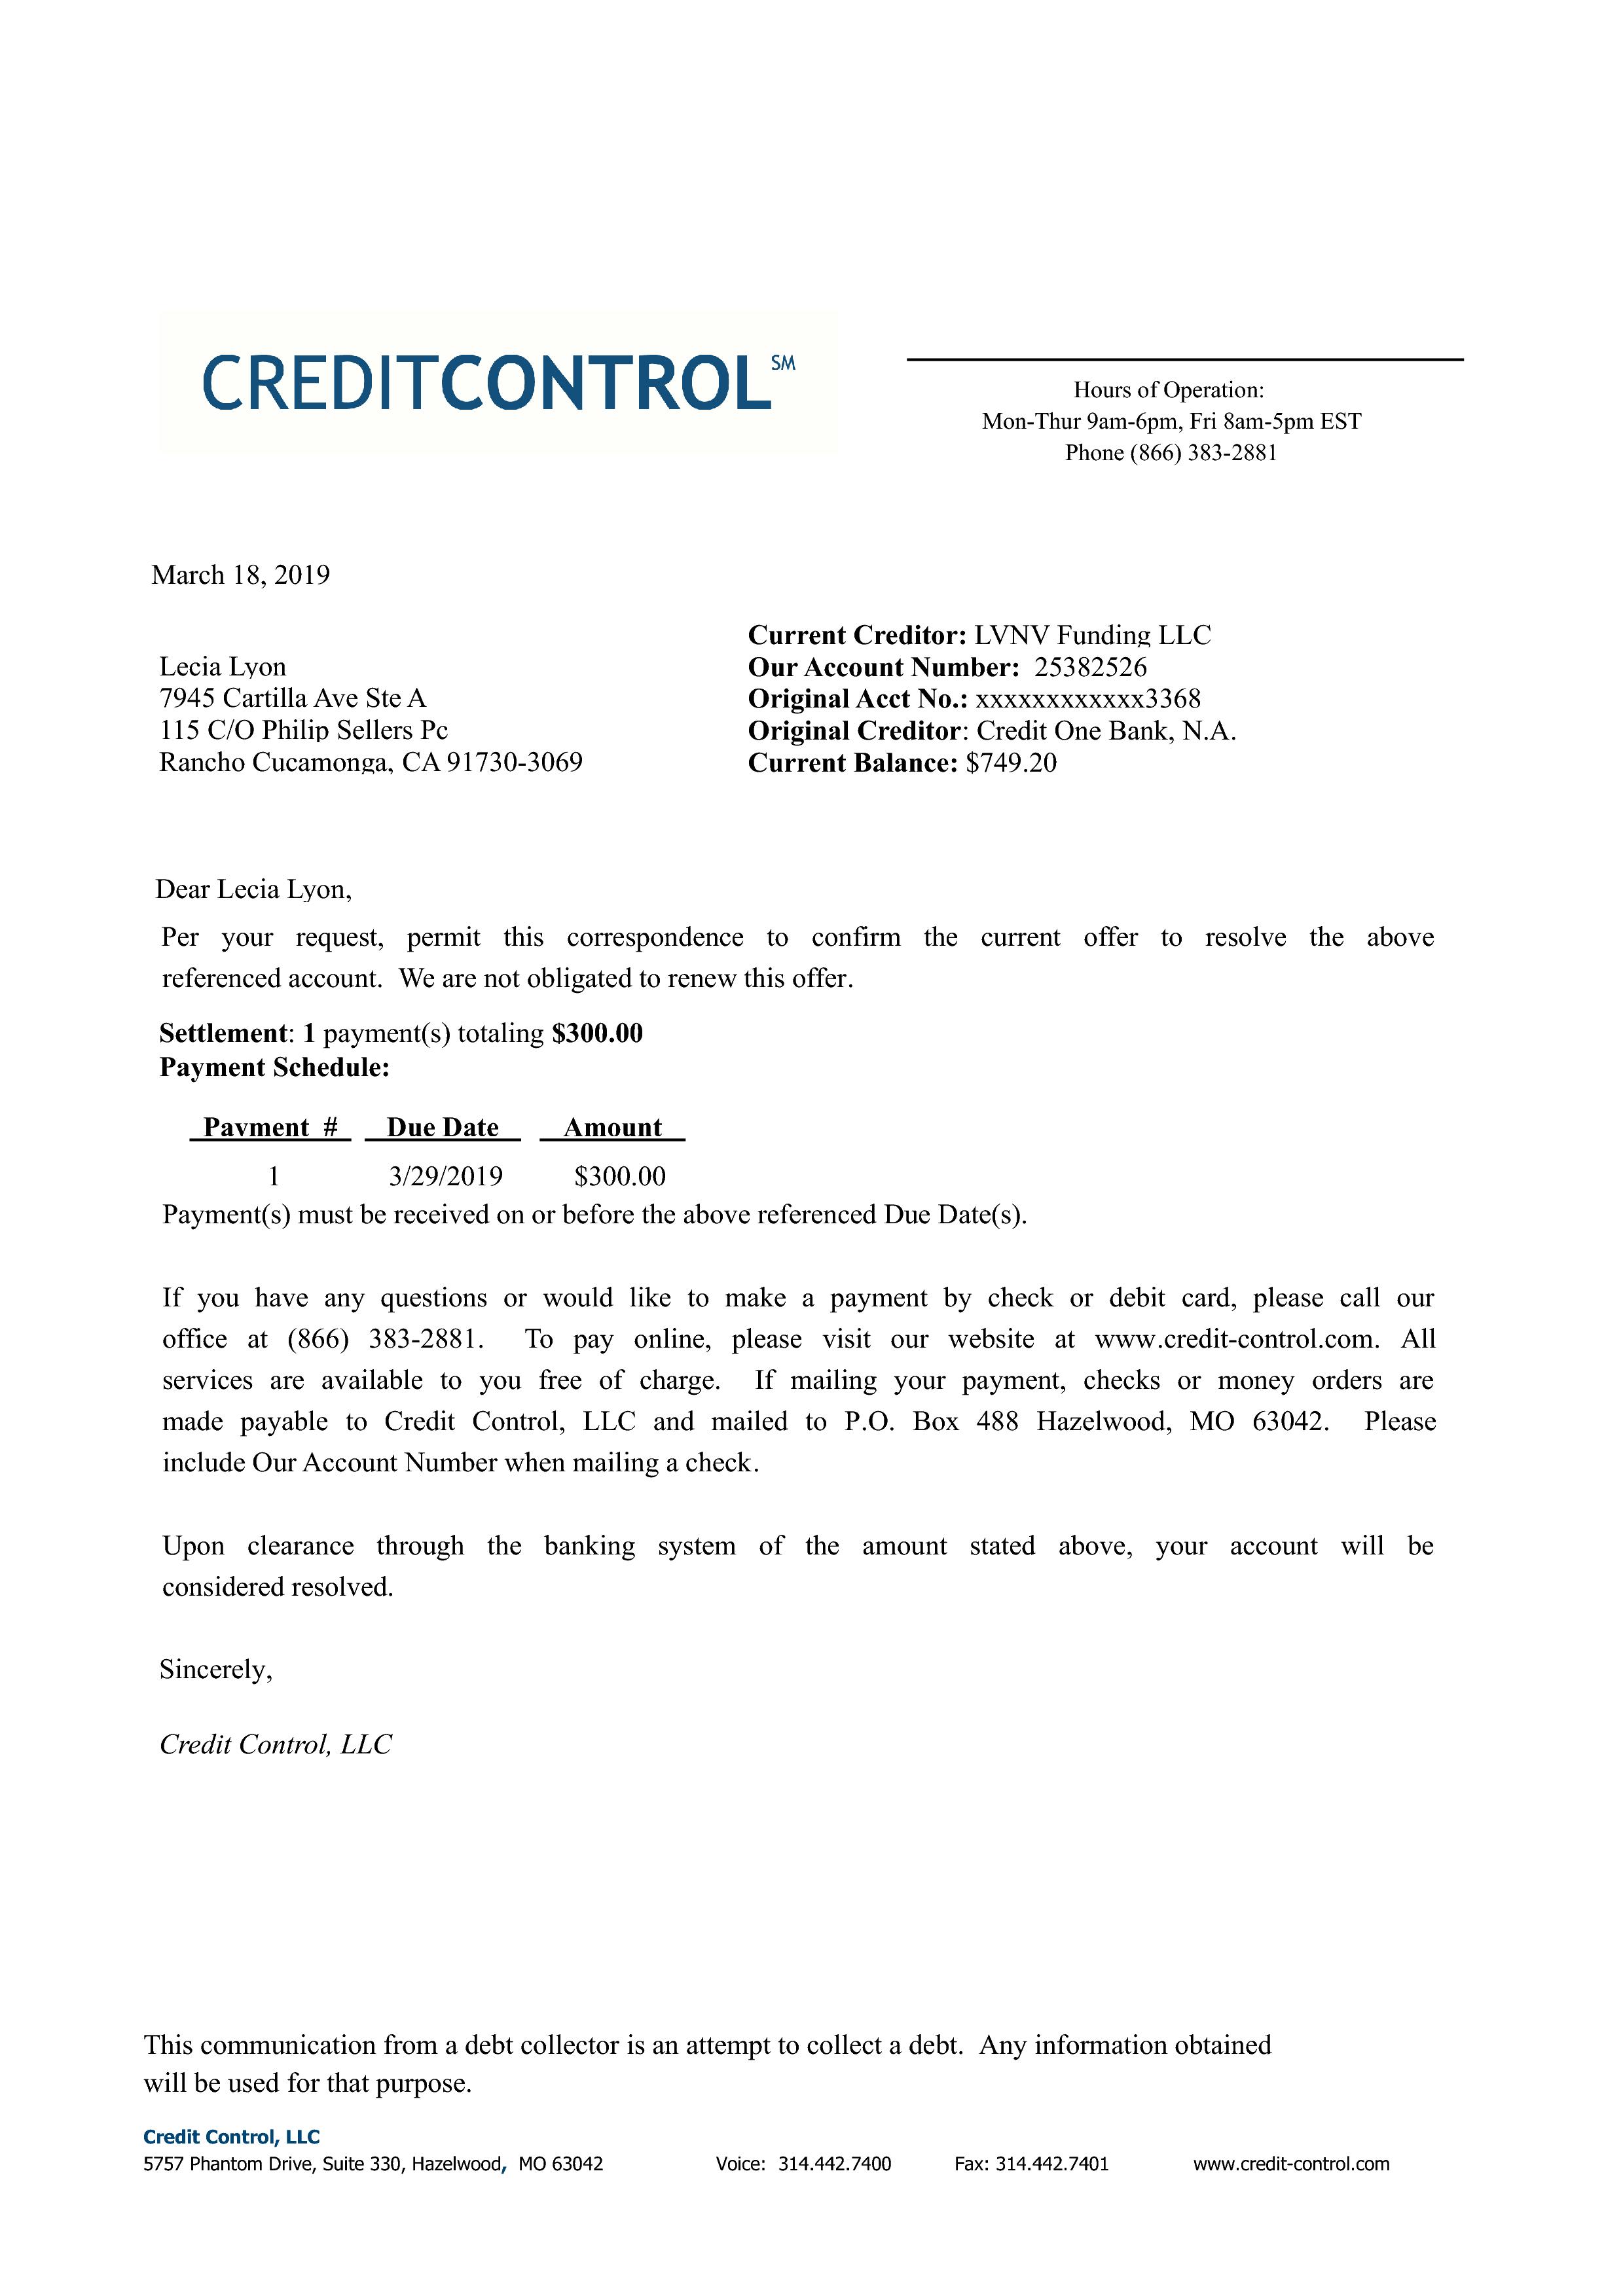 CREDITCONTROL SM
Hours of Operation:
Mon-Thur 9am-6pm, Fri 8am-5pm EST
Phone (866) 383-2881
March 18, 2019
Lecia Lyon
7945 Cartilla Ave Ste A
115 C/O Philip Sellers Pc
Rancho Cucamonga, CA 91730-3069
Current Creditor: LVNV Funding LLC
Our Account Number: 25382526
Original Acct No.: xxxxxxxxxxxx3368
Original Creditor: Credit One Bank, N.A.
Current Balance: $749.20
Dear Lecia Lyon,
Per your request, permit this correspondence to confirm the current offer to resolve the above
referenced account. We are not obligated to renew this offer.
Settlement: 1 payment(s) totaling $300.00
Payment Schedule:
Payment # Due Date Amount
1 3/29/2019 $300.00
Payment(s) must be received on or before the above referenced Due Date(s).
If you have any questions or would like to make a payment by check or debit card, please call our
office at (866) 383-2881. To pay online, please visit our website at www.credit-control.com. All
services are available to you free of charge. If mailing your payment, checks or money orders are
made payable to Credit Control, LLC and mailed to P.O. Box 488 Hazelwood, MO 63042. Please
include Our Account Number when mailing a check.
Upon clearance through the banking system of the amount stated above, your account will be
considered resolved.
Sincerely,
Credit Control, LLC
This communication from a debt collector is an attempt to collect a debt. Any information obtained
will be used for that purpose.
Credit Control, LLC
5757 Phantom Drive, Suite 330, Hazelwood, MO 63042 Voice: 314.442.7400 Fax: 314.442.7401 www.credit-control.com